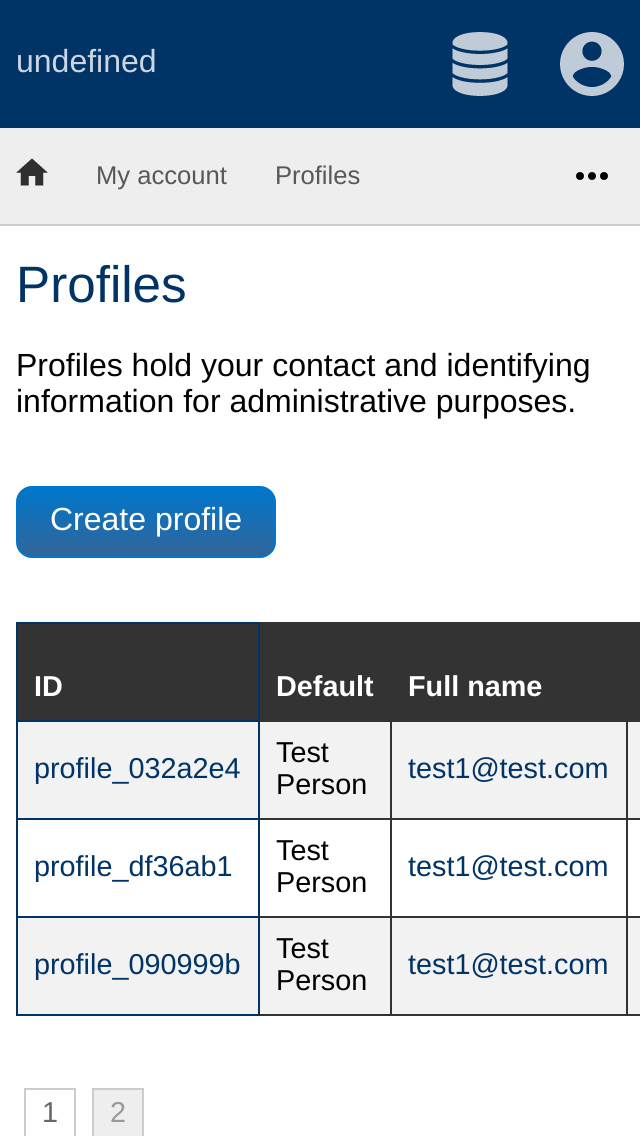 undefined
My account Profiles
Profiles
Profiles hold your contact and identifying
information for administrative purposes.
Create profile
ID Default Full name
profile_032a2e4 Test Person test1@test.com
profile_df36ab1 Test Person test1@test.com
profile_090999b Test Person test1@test.com
1 2